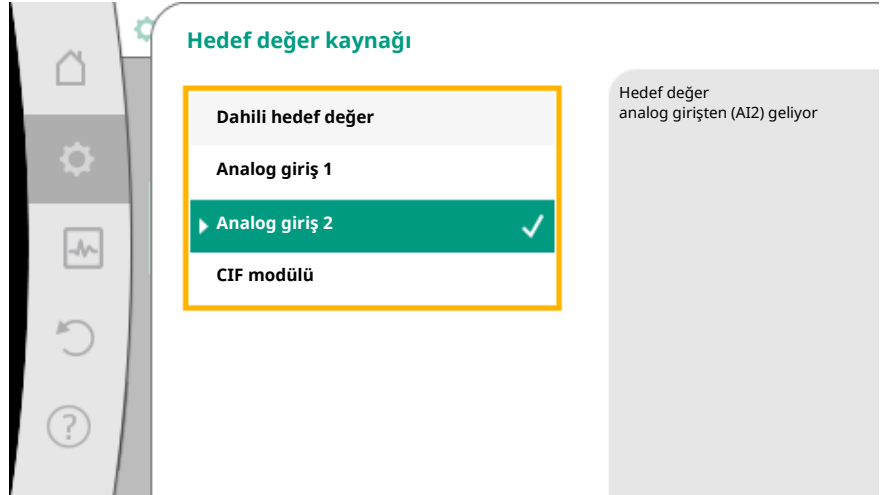 Hedef değer kaynağı
Dahili hedef değer
Analog giriş 1
Analog giriş 2
CIF modülü
Hedef değer
analog girişten (AI2) geliyor